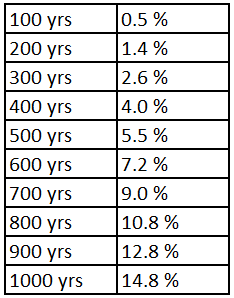 100 yrs 0.5 %
200 yrs 1.4 %
300 yrs 2.6 %
400 yrs 4.0 %
500 yrs 5.5 %
600 yrs 7.2 %
700 yrs 9.0 %
800 yrs 10.8 %
900 yrs 12.8 %
1000 yrs 14.8 %